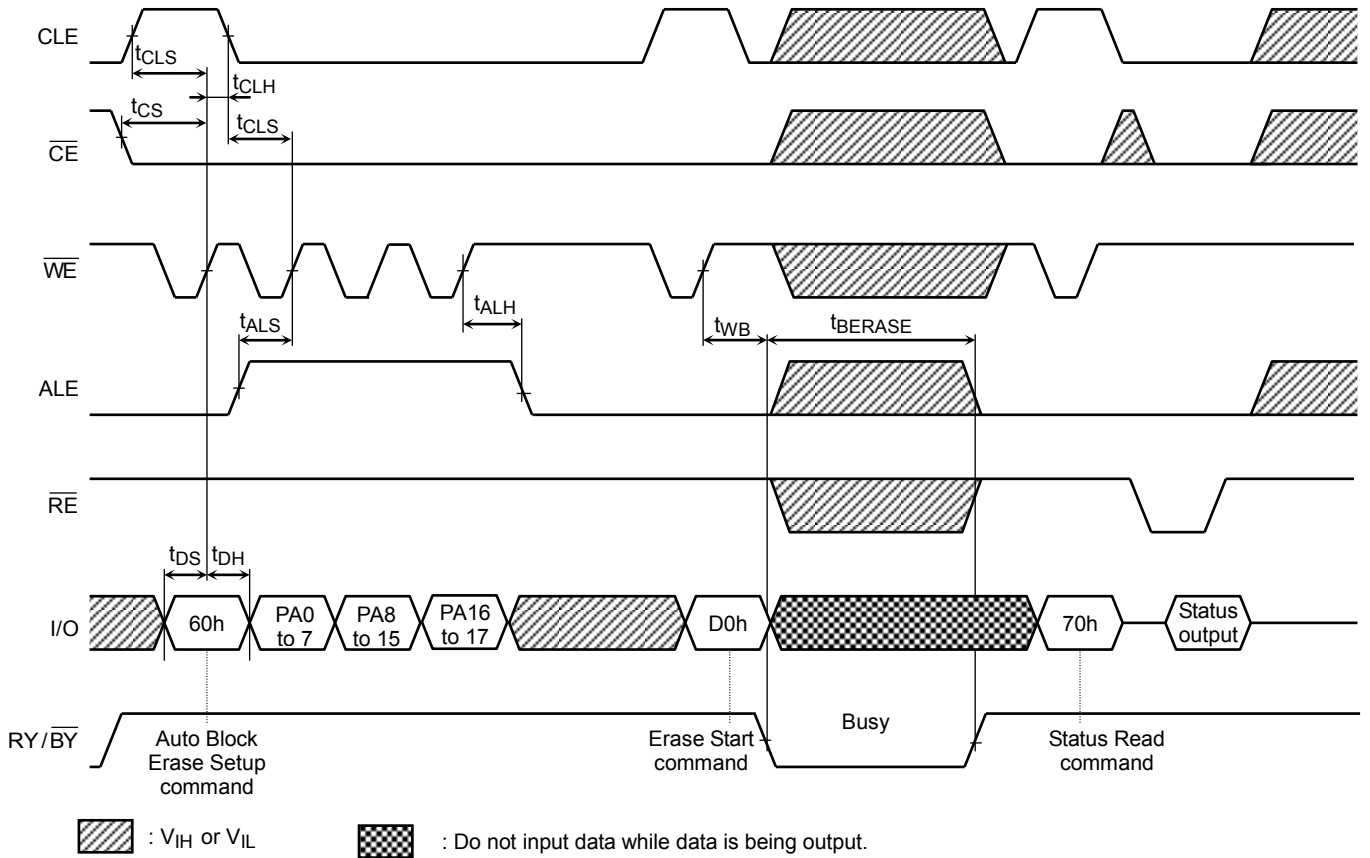 CLE
tCLS
tCLH
tCS
tCLS
CE
WE
tALS
tALH
tWB
tBERASE
ALE
RE
tDS
tDH
I/O
60h
PA0
to 7
PA8
to 15
PA16
to 17
D0h
70h
Status
output
RY/BY
Busy
Auto Block
Erase Setup
command
Erase Start
command
Status Read
command
: VIH or VIL
: Do not input data while data is being output.